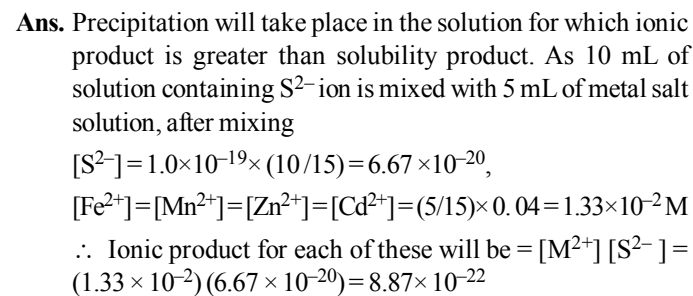 Ans. Precipitation will take place in the solution for which ionic
product is greater than solubility product. As 10 mL of
solution containing S²⁻ ion is mixed with 5 mL of metal salt
solution, after mixing
[S²⁻] = 1.0×10⁻¹⁹× (10 /15) = 6.67 ×10⁻²⁰,
[Fe²⁺]=[Mn²⁺]=[Zn²⁺]=[Cd²⁺]=(5/15)× 0. 04=1.33×10⁻² M
∴ Ionic product for each of these will be = [M²⁺] [S²⁻ ] =
(1.33 × 10⁻²) (6.67 × 10⁻²⁰) = 8.87× 10⁻²²